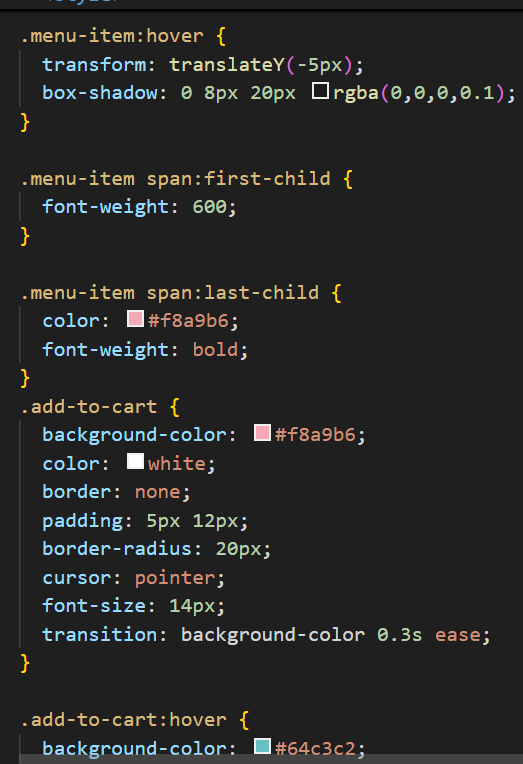 .menu-item:hover {
transform: translateY(-5px);
box-shadow: 0 8px 20px rgba(0,0,0,0.1);
}
.menu-item span:first-child {
font-weight: 600;
}
.menu-item span:last-child {
color: #f8a9b6;
font-weight: bold;
}
.add-to-cart {
background-color: #f8a9b6;
color: white;
border: none;
padding: 5px 12px;
border-radius: 20px;
cursor: pointer;
font-size: 14px;
transition: background-color 0.3s ease;
}
.add-to-cart:hover {
background-color: #64c3c2;